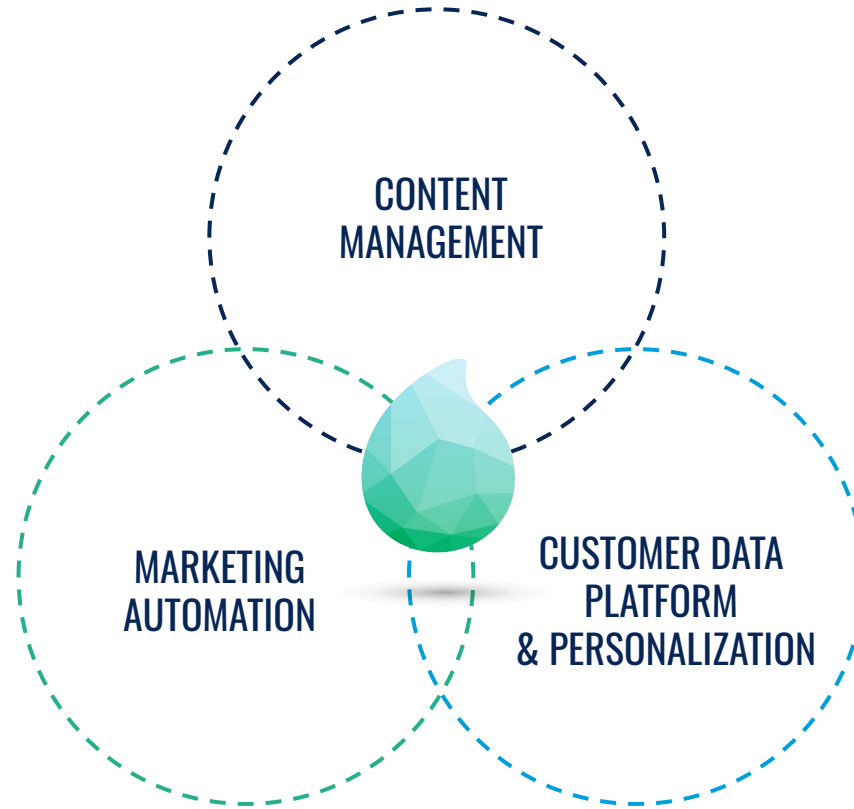 CONTENT
MANAGEMENT
MARKETING
AUTOMATION
CUSTOMER DATA
PLATFORM
& PERSONALIZATION